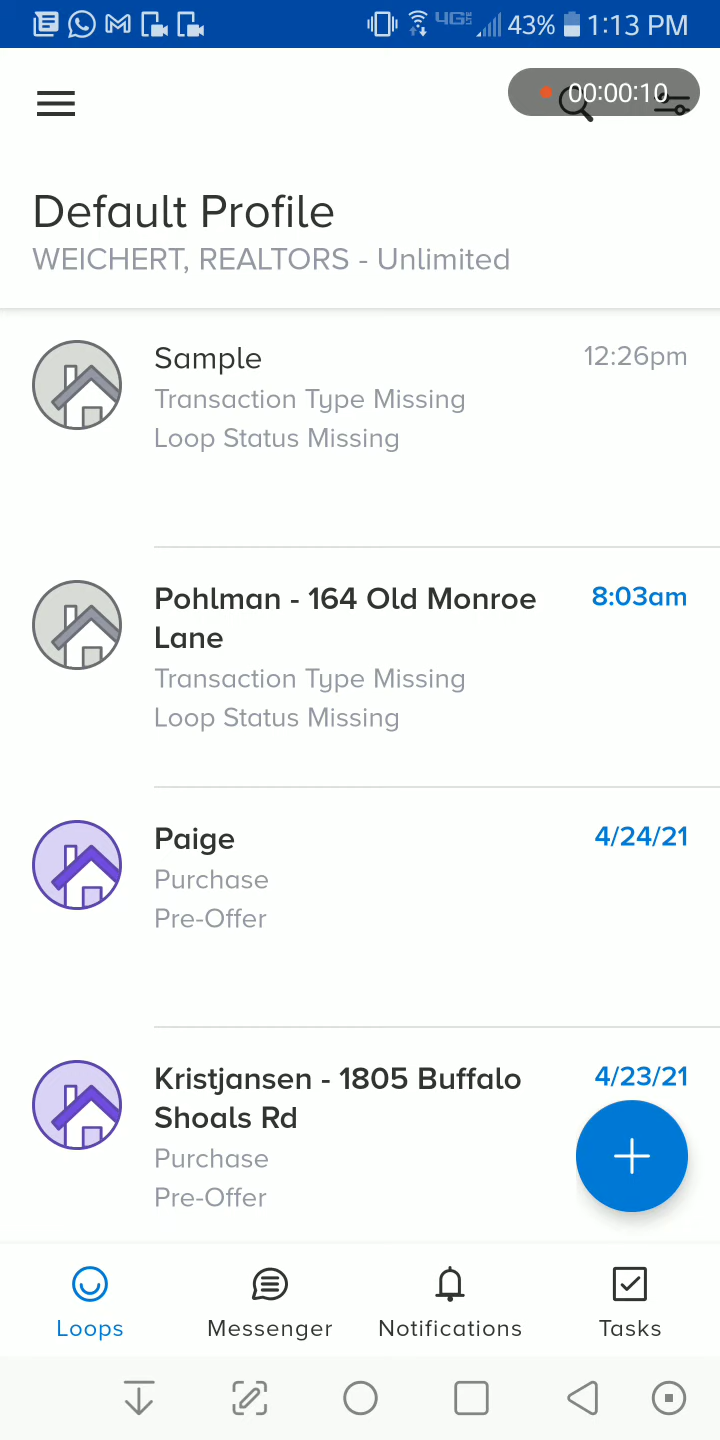 4G 43% 1:13 PM
00:00:10
Default Profile
WEICHERT, REALTORS - Unlimited
Sample 12:26pm
Transaction Type Missing
Loop Status Missing
Pohlman - 164 Old Monroe 8:03am
Lane
Transaction Type Missing
Loop Status Missing
Paige 4/24/21
Purchase
Pre-Offer
Kristjansen - 1805 Buffalo 4/23/21
Shoals Rd
Purchase
Pre-Offer
Loops Messenger Notifications Tasks